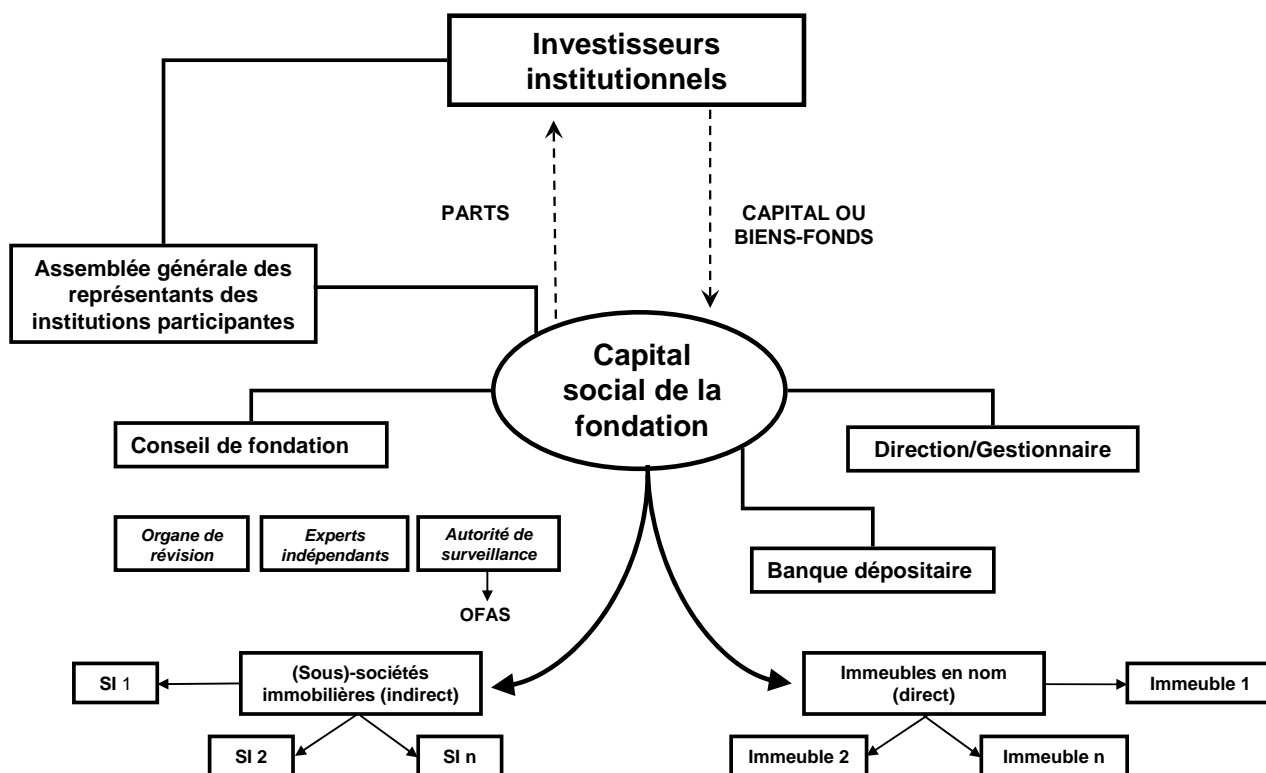 Investisseurs
institutionnels
PARTS
CAPITAL OU
BIENS-FONDS
Assemblée générale des
représentants des
institutions participantes
Capital
social de la
fondation
Conseil de fondation
Direction/Gestionnaire
Organe de
révision
Experts
indépendants
Autorité de
surveillance
Banque dépositaire
OFAS
(Sous)-sociétés
immobilières (indirect)
SI 1
SI 2
SI n
Immeubles en nom
(direct)
Immeuble 1
Immeuble 2
Immeuble n